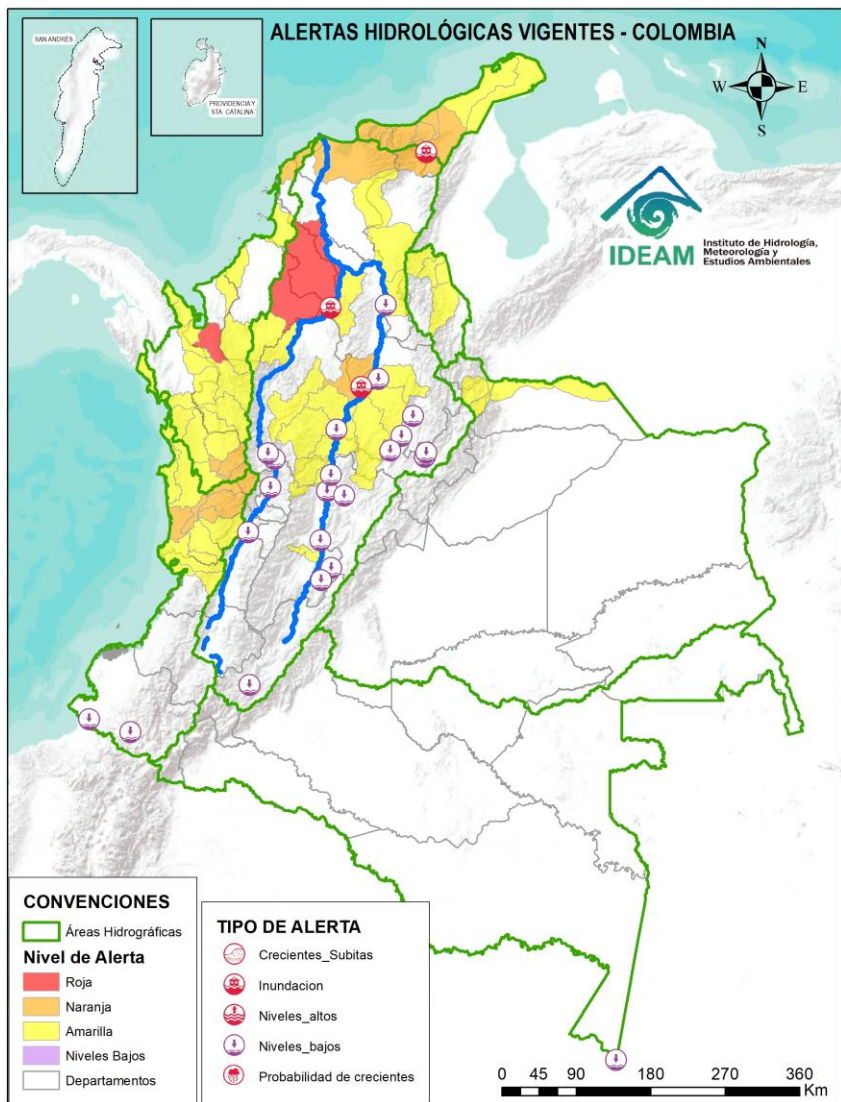 ALERTAS HIDROLÓGICAS VIGENTES - COLOMBIA
SAN ANDRÉS
PROVIDENCIA Y
STA. CATALINA
N
W
E
S
IDEAM
Instituto de Hidrología,
Meteorología y
Estudios Ambientales
CONVENCIONES
Áreas Hidrográficas
Nivel de Alerta
Roja
Naranja
Amarilla
Niveles Bajos
Departamentos
TIPO DE ALERTA
Crecientes_Subitas
Inundacion
Niveles_altos
Niveles_bajos
Probabilidad de crecientes
0 45 90 180 270 360
Km